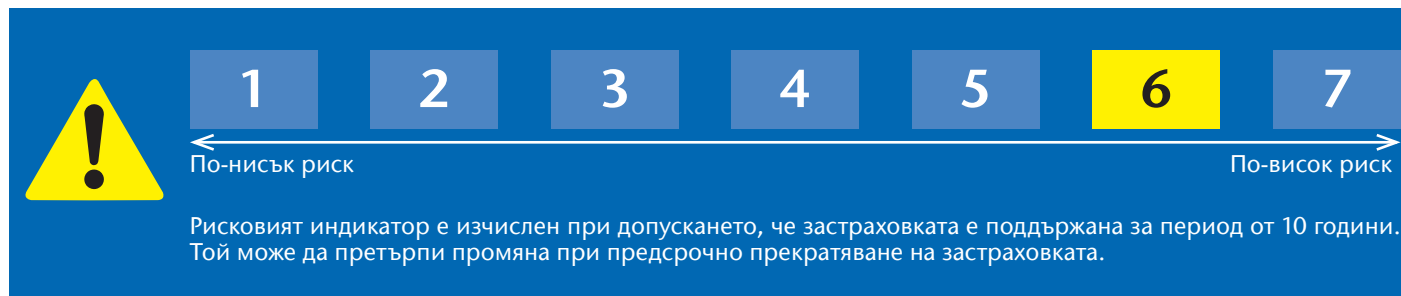 1 2 3 4 5 6 7
По-нисък риск По-висок риск
Рисковият индикатор е изчислен при допускането, че застраховката е поддържана за период от 10 години.
Той може да претърпи промяна при предсрочно прекратяване на застраховката.